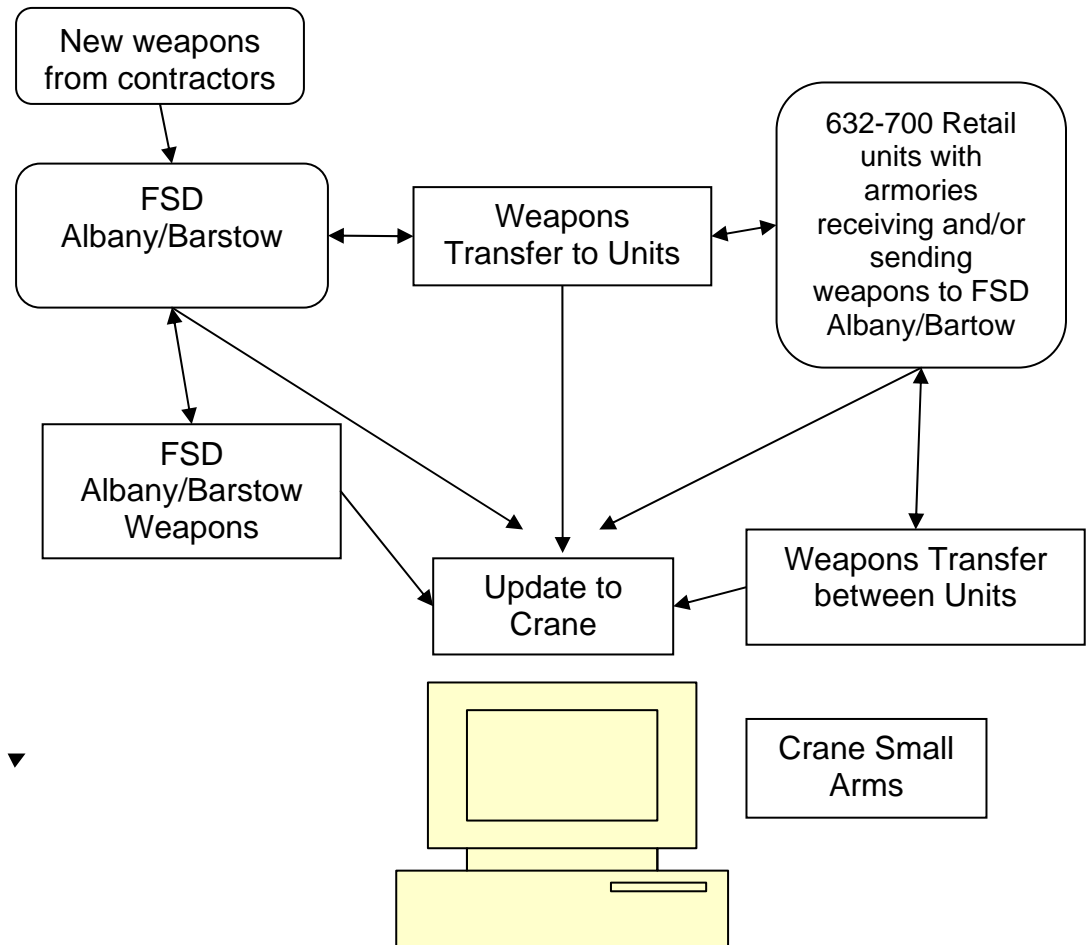 New weapons
from contractors
FSD
Albany/Barstow
Weapons
Transfer to Units
632-700 Retail
units with
armories
receiving and/or
sending
weapons to FSD
Albany/Bartow
FSD
Albany/Barstow
Weapons
Update to
Crane
Weapons Transfer
between Units
Crane Small
Arms